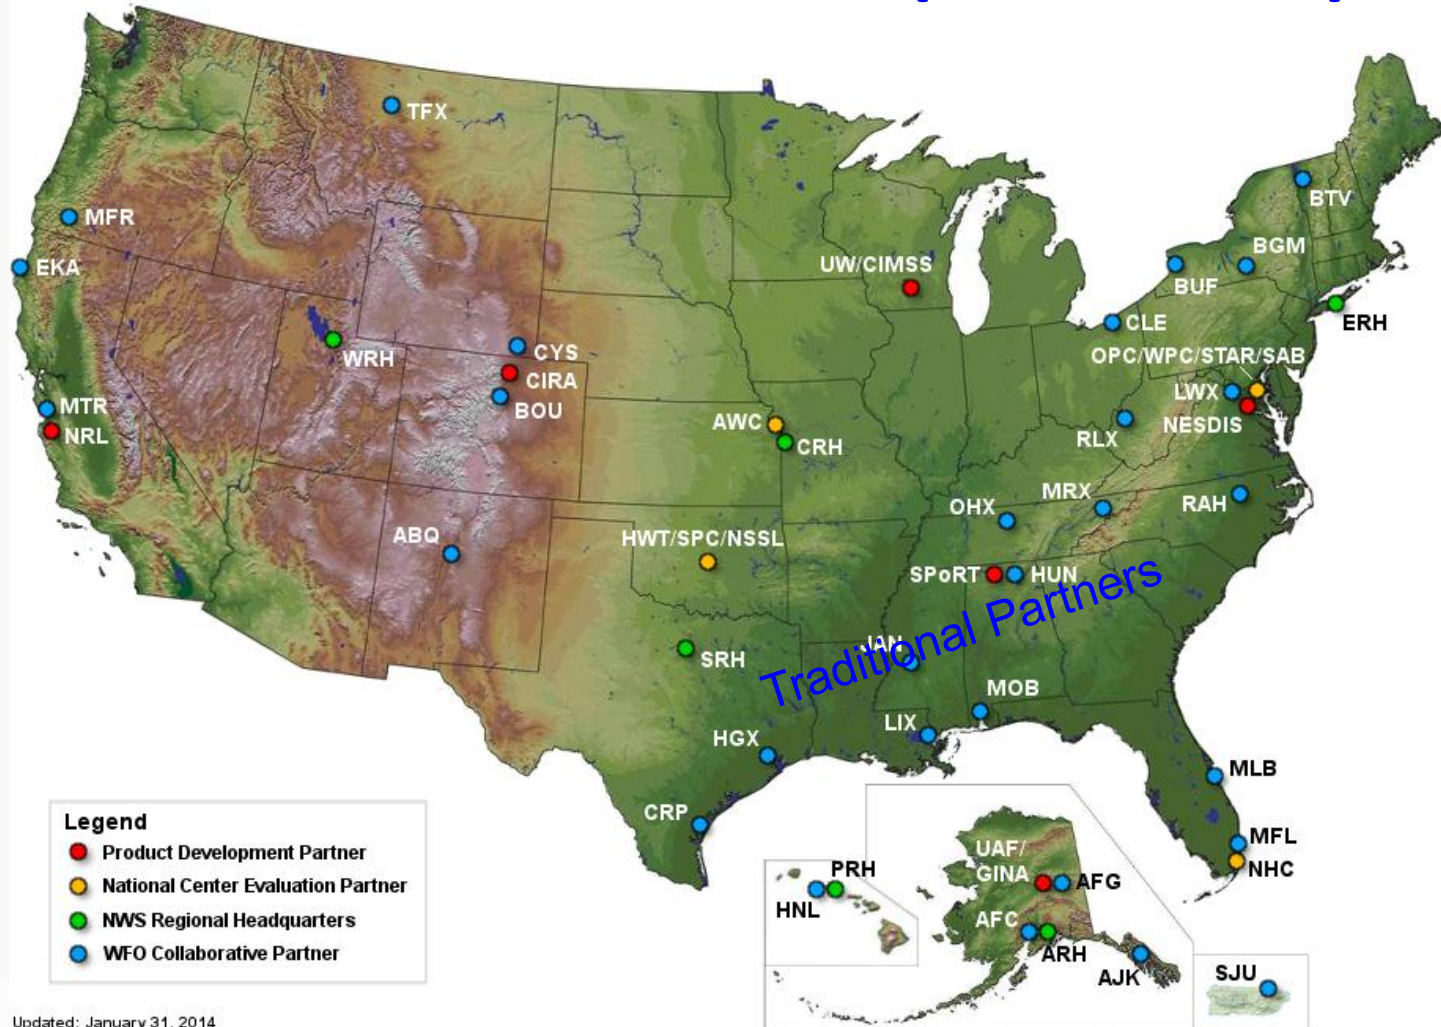 TFX
BTV
MFR
BGM
UW/CIMSS
EKA
BUF
ERH
CLE
WRH
CYS
OPC/WPC/STAR/SAB
CIRA
LWX
BOU
MTR
NESDIS
AWC
NRL
RLX
CRH
MRX
RAH
OHX
ABQ
HWT/SPC/NSSL
SPoRT
HUN
Traditional Partners
JAN
SRH
MOB
LIX
HGX
MLB
CRP
MFL
NHC
Legend
Product Development Partner
National Center Evaluation Partner
NWS Regional Headquarters
WFO Collaborative Partner
UAF/
GINA
AFG
PRH
HNL
AFC
ARH
AJK
SJU
Updated: January 31, 2014